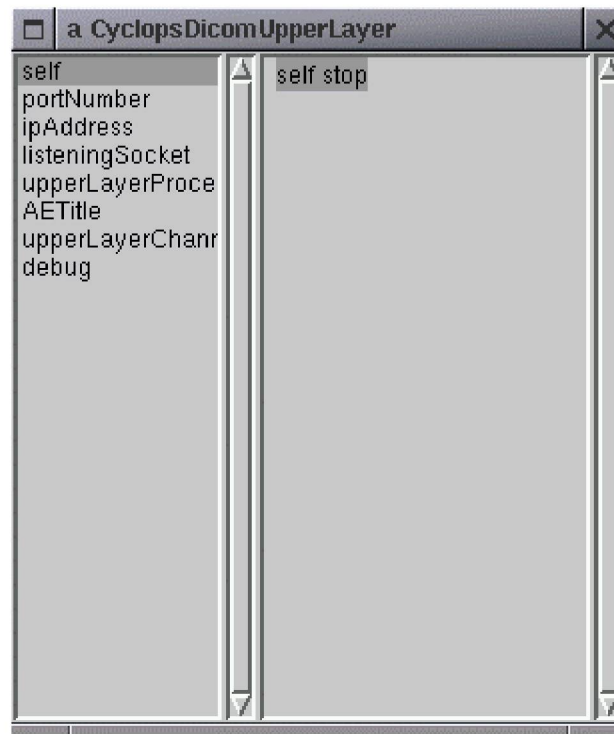 a CyclopsDicomUpperLayer
self
portNumber
ipAddress
listeningSocket
upperLayerProce
AETitle
upperLayerChanr
debug
self stop